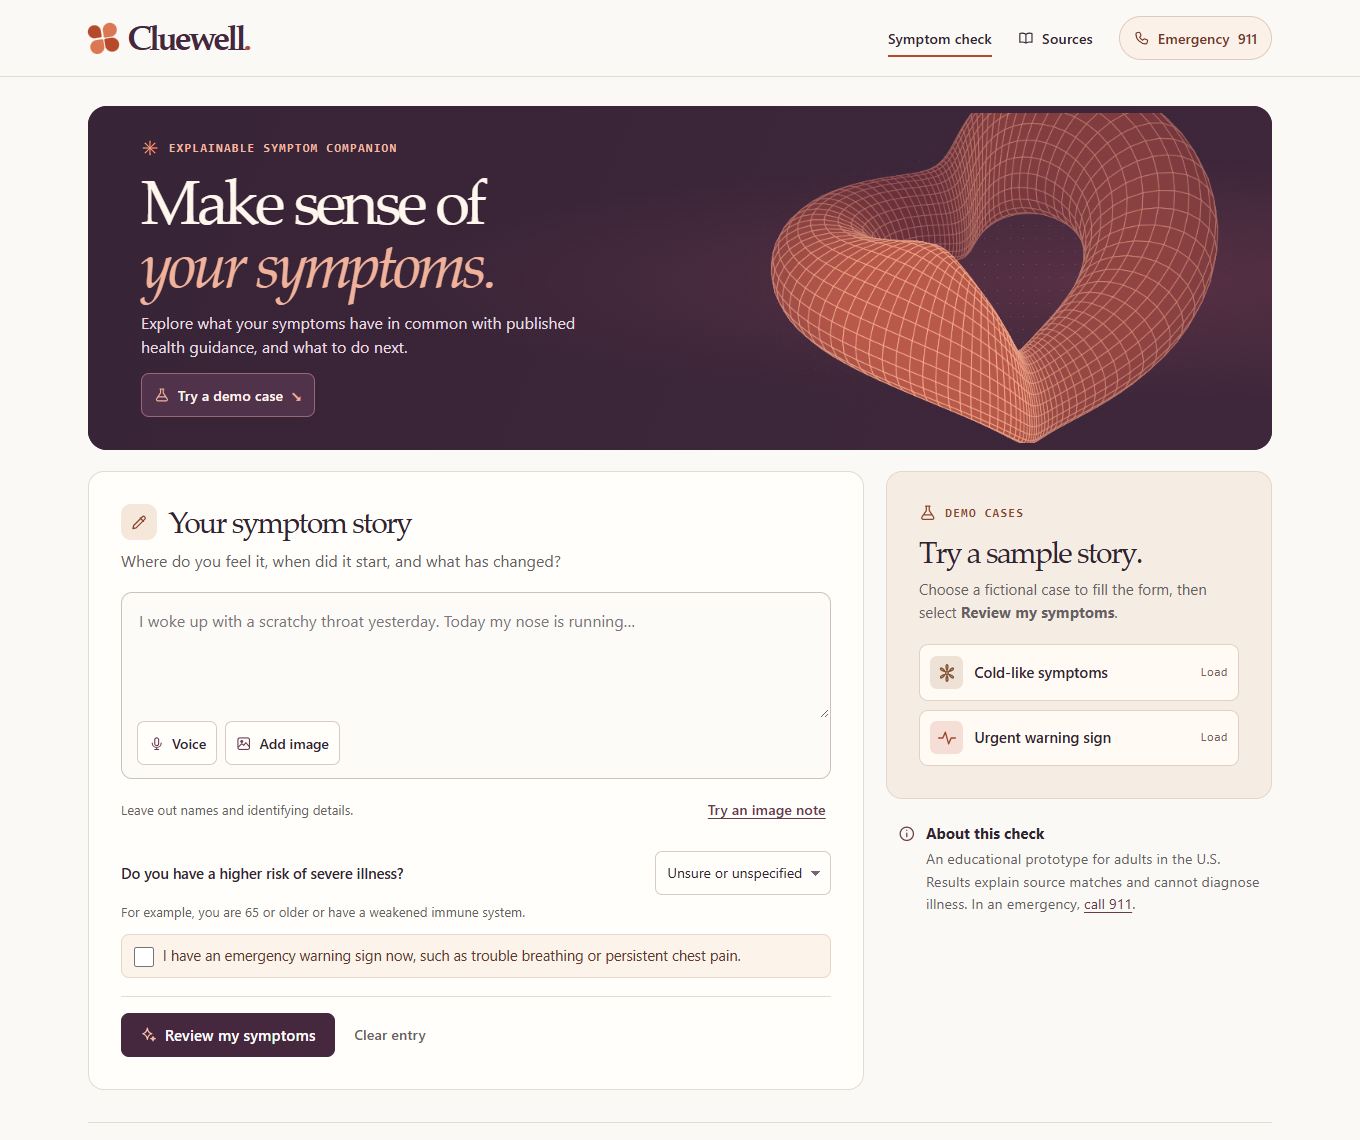 Cluewell.
Symptom check
Sources
Emergency 911
EXPLAINABLE SYMPTOM COMPANION
Make sense of
your symptoms.
Explore what your symptoms have in common with published
health guidance, and what to do next.
Try a demo case ↘
Your symptom story
Where do you feel it, when did it start, and what has changed?
I woke up with a scratchy throat yesterday. Today my nose is running...
Voice
Add image
Leave out names and identifying details.
Try an image note
Do you have a higher risk of severe illness?
Unsure or unspecified
For example, you are 65 or older or have a weakened immune system.
I have an emergency warning sign now, such as trouble breathing or persistent chest pain.
Review my symptoms
Clear entry
DEMO CASES
Try a sample story.
Choose a fictional case to fill the form, then
select Review my symptoms.
Cold-like symptoms Load
Urgent warning sign Load
About this check
An educational prototype for adults in the U.S.
Results explain source matches and cannot diagnose
illness. In an emergency, call 911.